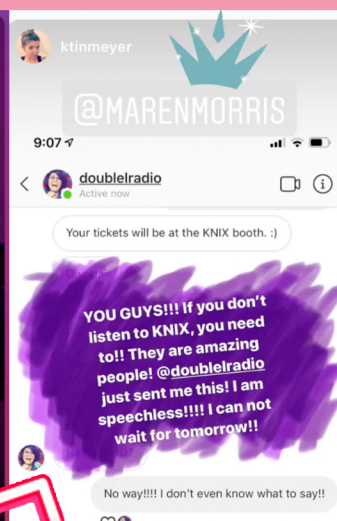 ktinmeyer
@MARENMORRIS
9:07
doublelradio
Active now
Your tickets will be at the KNIX booth. :)
YOU GUYS!!! If you don't
listen to KNIX, you need
to!! They are amazing
people! @doublelradio
just sent me this! I am
speechless!!!! I can not
wait for tomorrow!!
No way!!!! I don't even know what to say!!